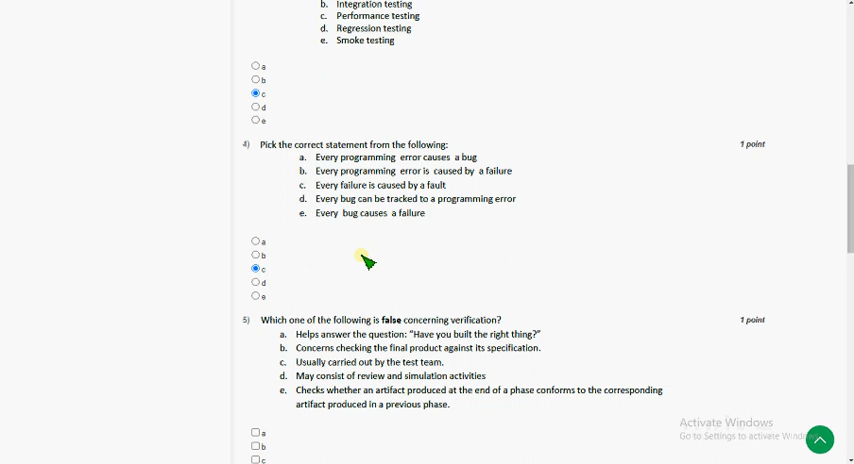 b. Integration testing
c. Performance testing
d. Regression testing
e. Smoke testing
a
b
c
d
e
4) Pick the correct statement from the following: 1 point
a. Every programming error causes a bug
b. Every programming error is caused by a failure
c. Every failure is caused by a fault
d. Every bug can be tracked to a programming error
e. Every bug causes a failure
a
b
c
d
e
5) Which one of the following is false concerning verification? 1 point
a. Helps answer the question: "Have you built the right thing?"
b. Concerns checking the final product against its specification.
c. Usually carried out by the test team.
d. May consist of review and simulation activities
e. Checks whether an artifact produced at the end of a phase conforms to the corresponding
artifact produced in a previous phase.
Activate Windows
Go to Settings to activate Windows
a
b
c